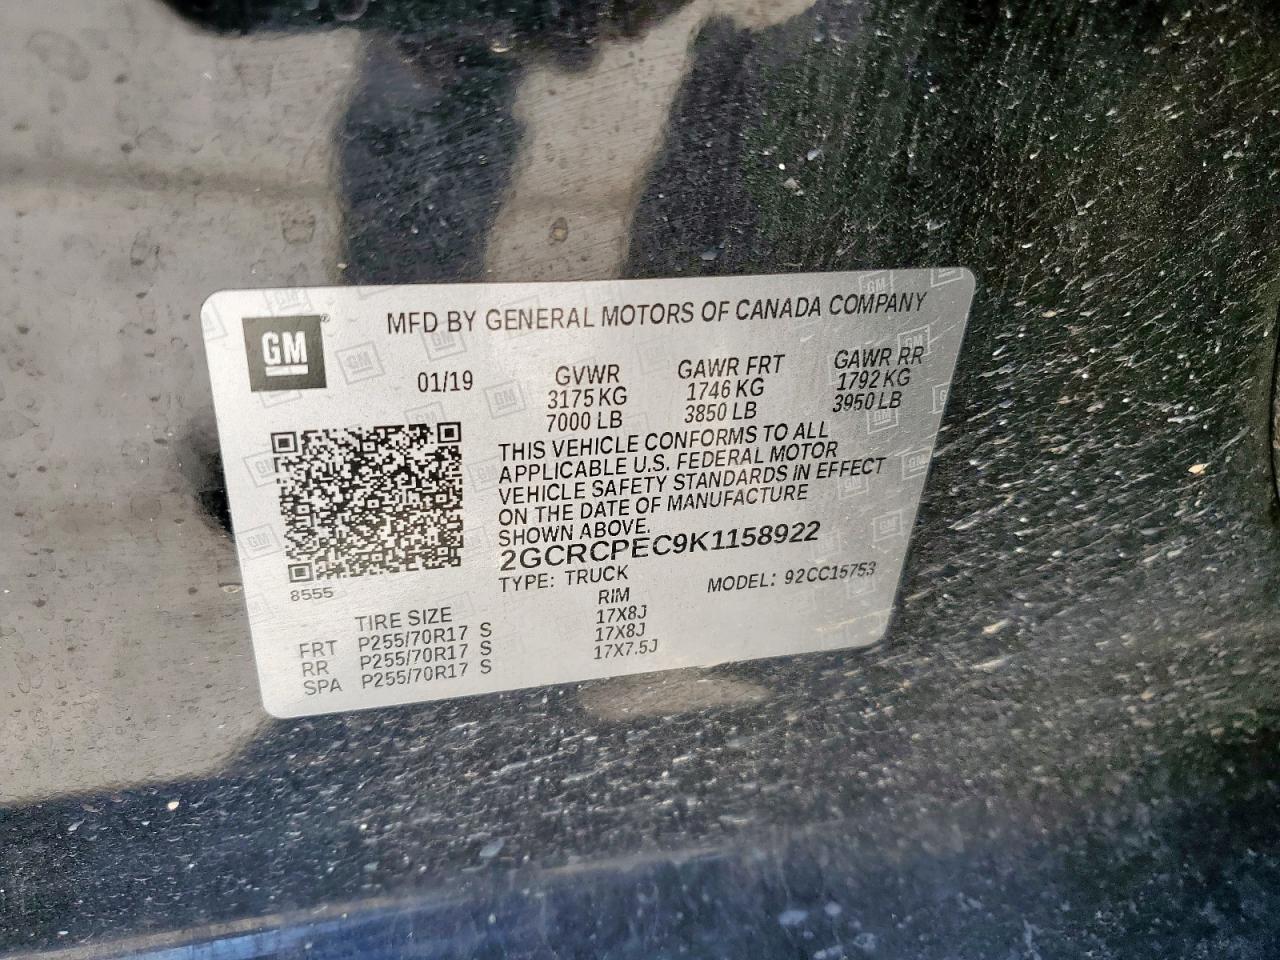 MFD BY GENERAL MOTORS OF CANADA COMPANY
GM®
01/19
GVWR GAWR FRT GAWR RR
3175 KG 1746 KG 1792 KG
7000 LB 3850 LB 3950 LB
THIS VEHICLE CONFORMS TO ALL
APPLICABLE U.S. FEDERAL MOTOR
VEHICLE SAFETY STANDARDS IN EFFECT
ON THE DATE OF MANUFACTURE
SHOWN ABOVE.
2GCRCPEC9K1158922
TYPE: TRUCK MODEL: 92CC15753
8555
TIRE SIZE RIM
FRT P255/70R17 S 17X8J
RR P255/70R17 S 17X8J
SPA P255/70R17 S 17X7.5J